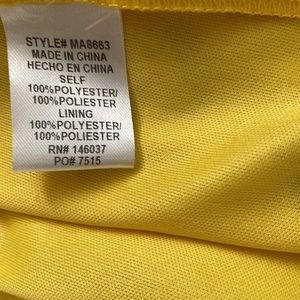 STYLE# MA8663
MADE IN CHINA
HECHO EN CHINA
SELF
100%POLYESTER/
100%POLIESTER
LINING
100%POLYESTER/
100%POLIESTER
RN# 146037
PO# 7515